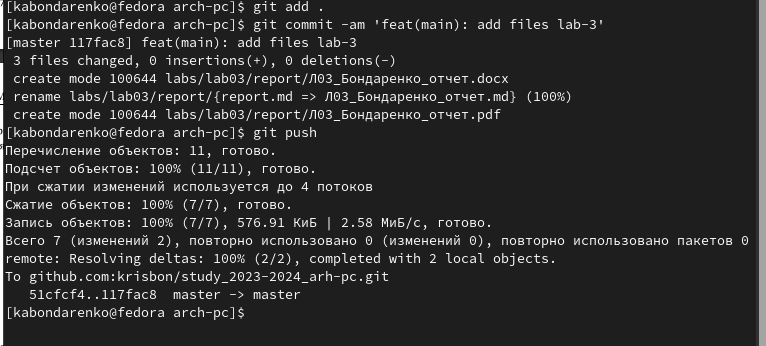 [kabondarenko@fedora arch-pc]$ git add .
[kabondarenko@fedora arch-pc]$ git commit -am 'feat(main): add files lab-3'
[master 117fac8] feat(main): add files lab-3
 3 files changed, 0 insertions(+), 0 deletions(-)
 create mode 100644 labs/lab03/report/Л03_Бондаренко_отчет.docx
 rename labs/lab03/report/{report.md => Л03_Бондаренко_отчет.md} (100%)
 create mode 100644 labs/lab03/report/Л03_Бондаренко_отчет.pdf
[kabondarenko@fedora arch-pc]$ git push
Перечисление объектов: 11, готово.
Подсчет объектов: 100% (11/11), готово.
При сжатии изменений используется до 4 потоков
Сжатие объектов: 100% (7/7), готово.
Запись объектов: 100% (7/7), 576.91 КиБ | 2.58 МиБ/с, готово.
Всего 7 (изменений 2), повторно использовано 0 (изменений 0), повторно использовано пакетов 0
remote: Resolving deltas: 100% (2/2), completed with 2 local objects.
To github.com:krisbon/study_2023-2024_arh-pc.git
   51cfcf4..117fac8  master -> master
[kabondarenko@fedora arch-pc]$